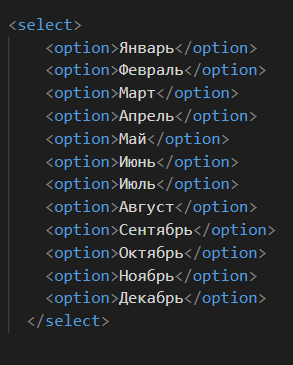 <select>
<option>Январь</option>
<option>Февраль</option>
<option>Март</option>
<option>Апрель</option>
<option>Май</option>
<option>Июнь</option>
<option>Июль</option>
<option>Август</option>
<option>Сентябрь</option>
<option>Октябрь</option>
<option>Ноябрь</option>
<option>Декабрь</option>
</select>